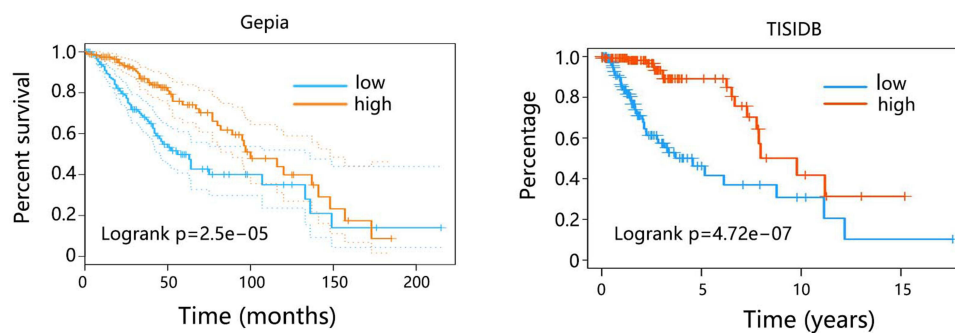 Gepia
Percent survival
1.0
0.8
0.6
0.4
0.2
0
low
high
Logrank p=2.5e−05
0 50 100 150 200
Time (months)
TISIDB
Percentage
1.0
0.8
0.6
0.4
0.2
0
low
high
Logrank p=4.72e−07
0 5 10 15
Time (years)